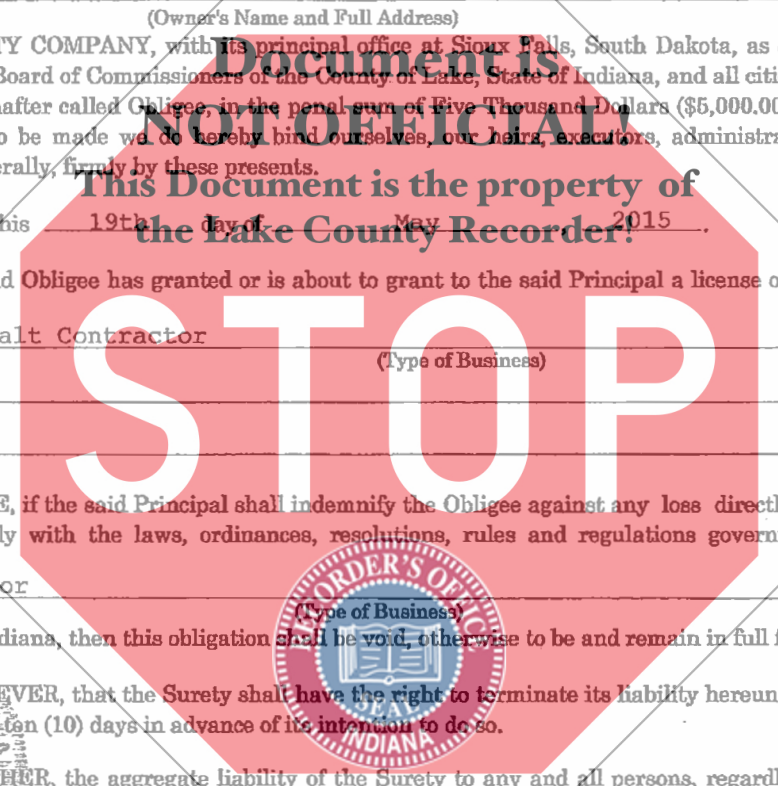 (Owner's Name and Full Address)
TY COMPANY, with its principal office at Sioux Falls, South Dakota, as
Document is
Board of Commissioners of the County of Lake, State of Indiana, and all citi
after called Obligee, in the penal sum of Five Thousand Dollars ($5,000.00
NOT OFFICIAL!
o be made we do hereby bind ourselves, our heirs, executors, administra
erally, firmly by these presents.
This Document is the property of
his 19th day of May, 2015.
the Lake County Recorder!
d Obligee has granted or is about to grant to the said Principal a license o
alt Contractor
(Type of Business)
STOP
E, if the said Principal shall indemnify the Obligee against any loss directl
ly with the laws, ordinances, resolutions, rules and regulations govern
or
RECORDER'S OFFICE
(Type of Business)
diana, then this obligation shall be void, otherwise to be and remain in full f
EVER, that the Surety shall have the right to terminate its liability hereun
SEAL
ten (10) days in advance of its intention to do so.
INDIANA
HER, the aggregate liability of the Surety to any and all persons, regardl